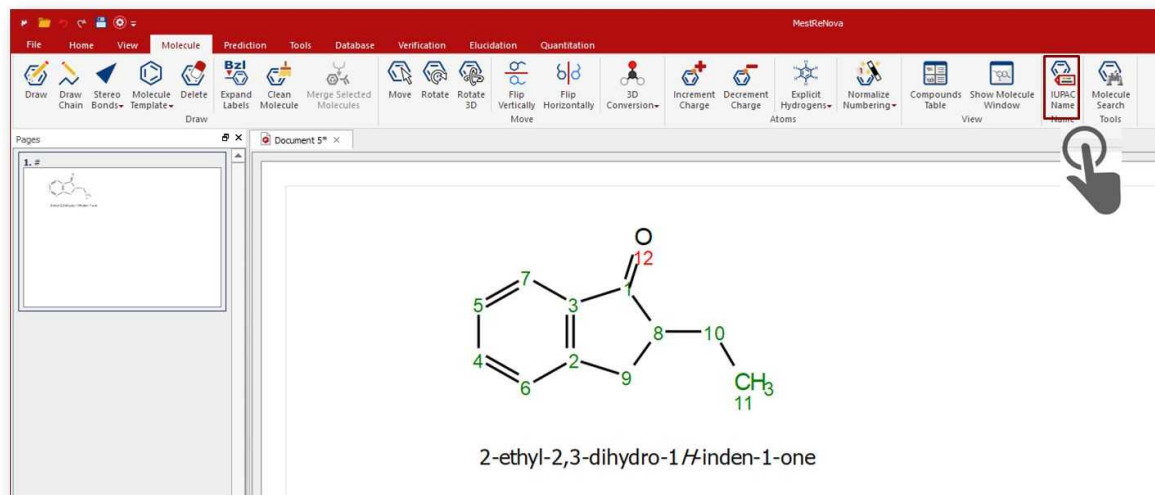 MestReNova
File Home View Molecule Prediction Tools Database Verification Elucidation Quantitation
Bzl
Draw Draw Chain Stereo Bonds Molecule Template Delete Expand Labels Clean Molecule Merge Selected Molecules Move Rotate Rotate 3D Flip Vertically Flip Horizontally 3D Conversion Increment Charge Decrement Charge Explicit Hydrogens Normalize Numbering Compounds Table Show Molecule Window IUPAC Name Molecule Search
Draw Move Atoms View Name Tools
Pages
Document 5*
1. #
O
12
7 1
5 3
8 10
4 2
6 9
CH3
11
2-ethyl-2,3-dihydro-1H-inden-1-one